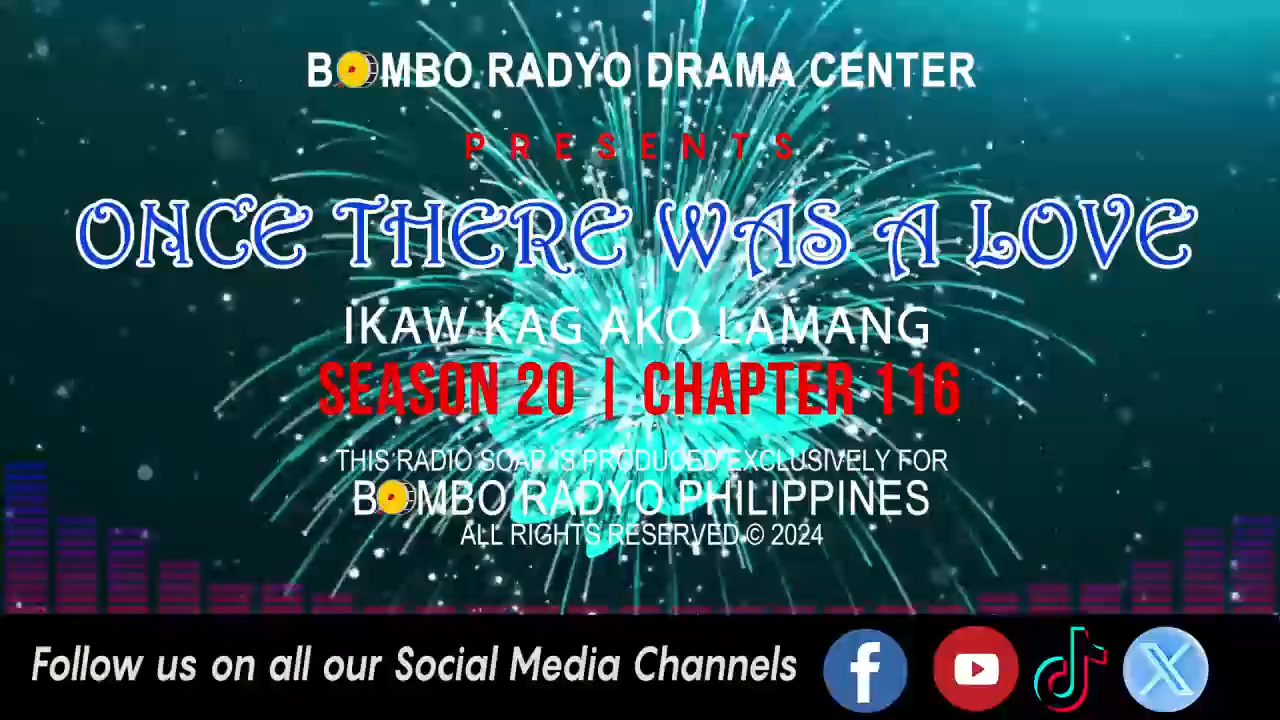 BOMBO RADYO DRAMA CENTER
PRESENTS
ONCE THERE WAS A LOVE
IKAW KAG AKO LAMANG
SEASON 20 | CHAPTER 116
THIS RADIO SOAP IS PRODUCED EXCLUSIVELY FOR
BOMBO RADYO PHILIPPINES
ALL RIGHTS RESERVED © 2024
Follow us on all our Social Media Channels